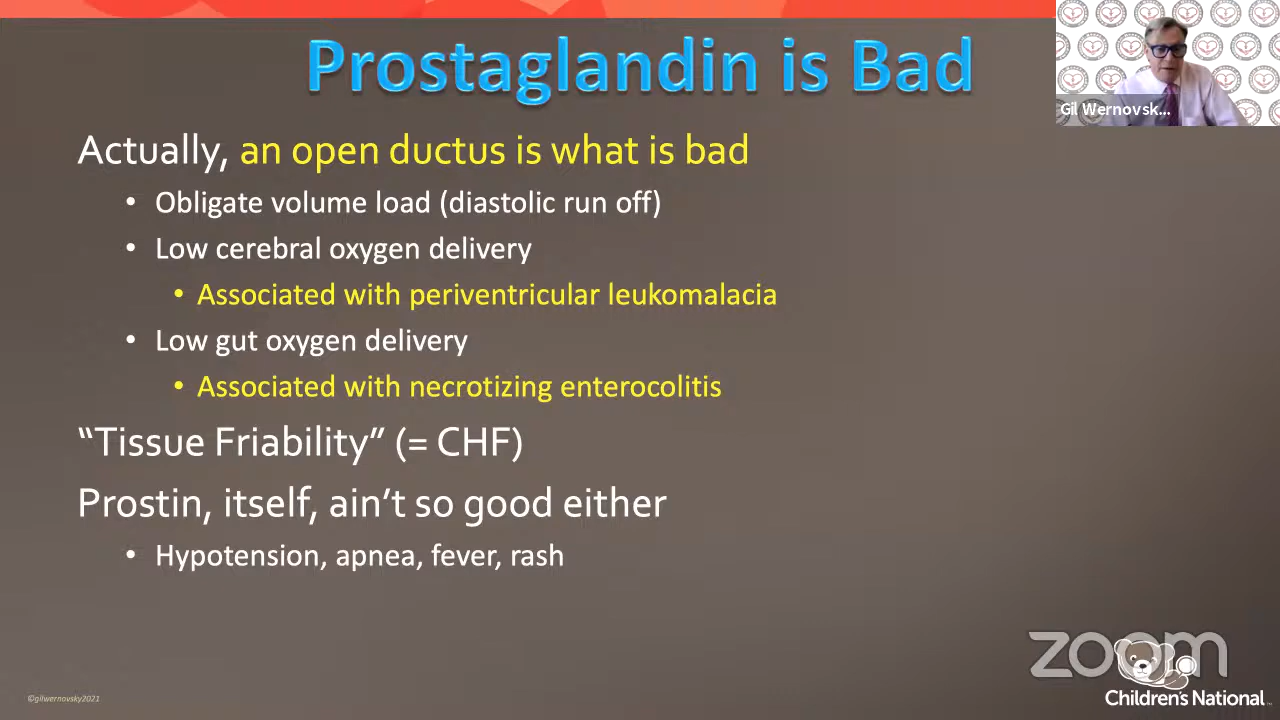 Prostaglandin is Bad
Gil Wernovsk...
Actually, an open ductus is what is bad
• Obligate volume load (diastolic run off)
• Low cerebral oxygen delivery
• Associated with periventricular leukomalacia
• Low gut oxygen delivery
• Associated with necrotizing enterocolitis
“Tissue Friability” (= CHF)
Prostin, itself, ain’t so good either
• Hypotension, apnea, fever, rash
zoom
Children's National™
©gilwernovsky2021